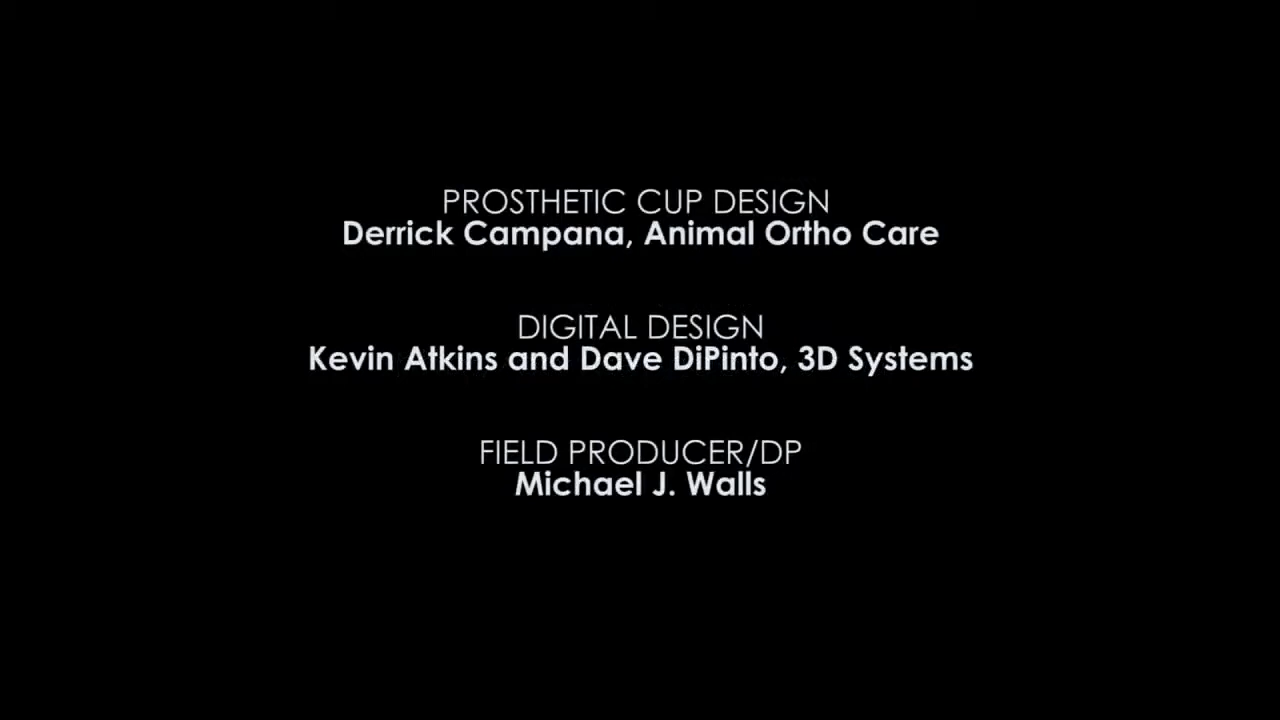 PROSTHETIC CUP DESIGN
Derrick Campana, Animal Ortho Care
DIGITAL DESIGN
Kevin Atkins and Dave DiPinto, 3D Systems
FIELD PRODUCER/DP
Michael J. Walls